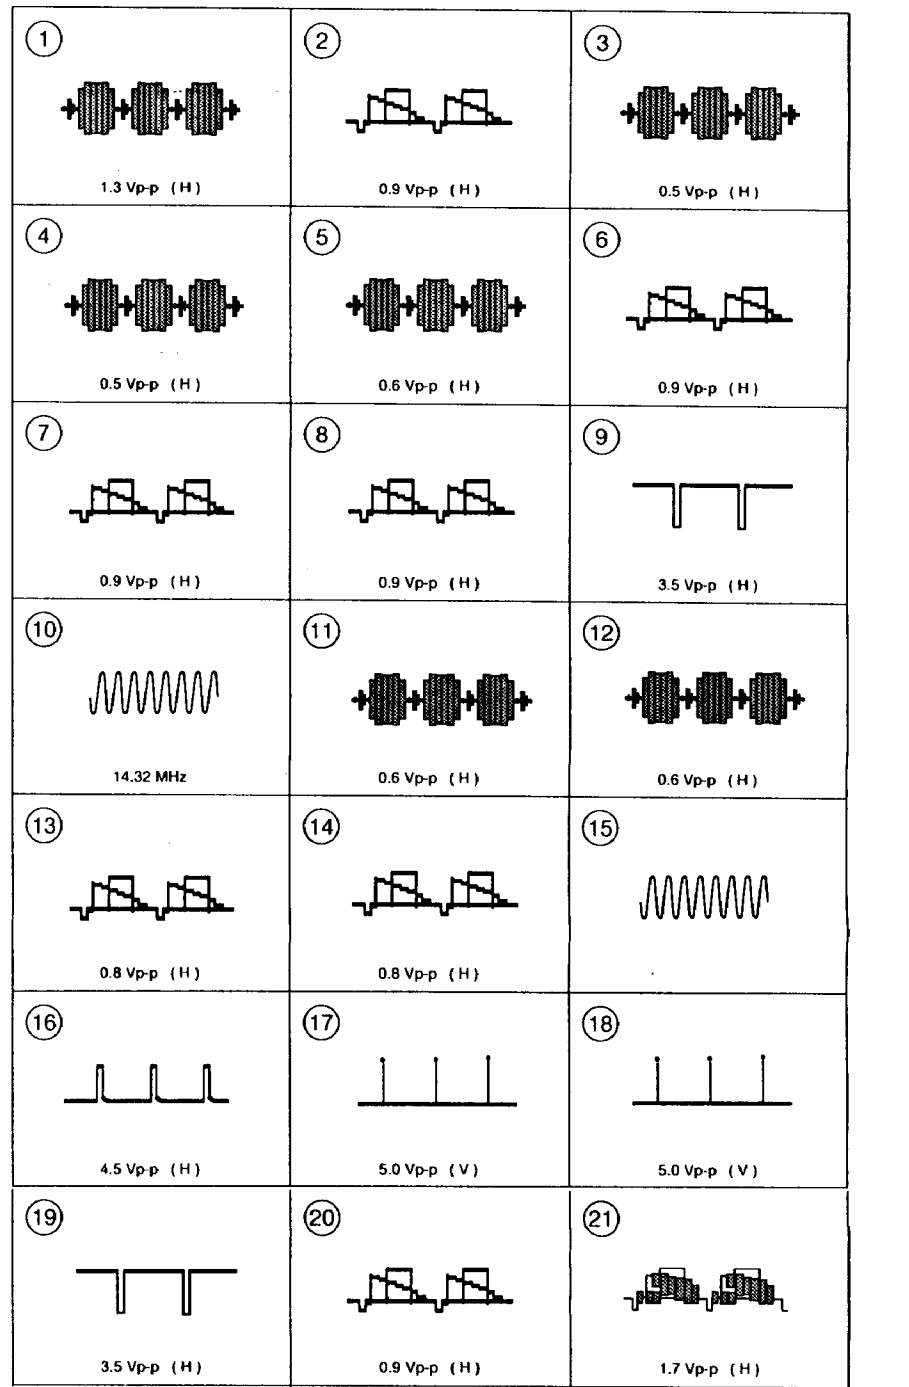 1 2 3
1.3 Vp-p (H) 0.9 Vp-p (H) 0.5 Vp-p (H)
4 5 6
0.5 Vp-p (H) 0.6 Vp-p (H) 0.9 Vp-p (H)
7 8 9
0.9 Vp-p (H) 0.9 Vp-p (H) 3.5 Vp-p (H)
10 11 12
14.32 MHz 0.6 Vp-p (H) 0.6 Vp-p (H)
13 14 15
0.8 Vp-p (H) 0.8 Vp-p (H)
16 17 18
4.5 Vp-p (H) 5.0 Vp-p (V) 5.0 Vp-p (V)
19 20 21
3.5 Vp-p (H) 0.9 Vp-p (H) 1.7 Vp-p (H)